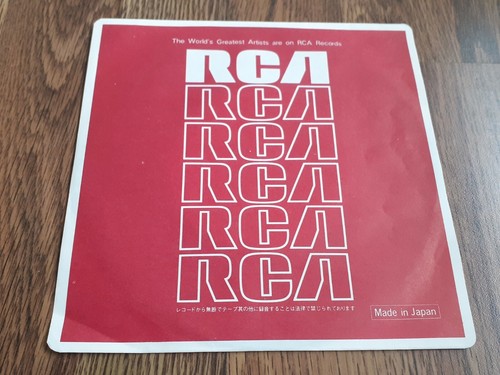 The World's Greatest Artists are on RCA Records
RCA
RCA
RCA
RCA
RCA
RCA
レコードから無断でテープ其の他に録音することは法律で禁じられております
Made in Japan